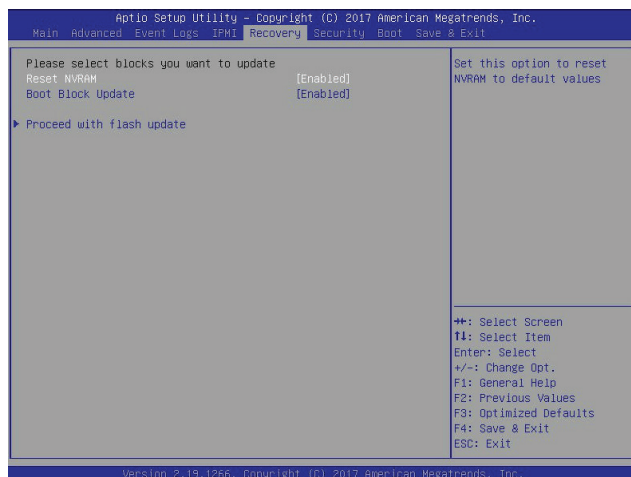 Aptio Setup Utility – Copyright (C) 2017 American Megatrends, Inc.
Main Advanced Event Logs IPMI Recovery Security Boot Save & Exit
Please select blocks you want to update
Reset NVRAM [Enabled]
Boot Block Update [Enabled]
Proceed with flash update
Set this option to reset
NVRAM to default values
↔: Select Screen
↑↓: Select Item
Enter: Select
+/-: Change Opt.
F1: General Help
F2: Previous Values
F3: Optimized Defaults
F4: Save & Exit
ESC: Exit
Version 2.19.1266. Copyright (C) 2017 American Megatrends, Inc.